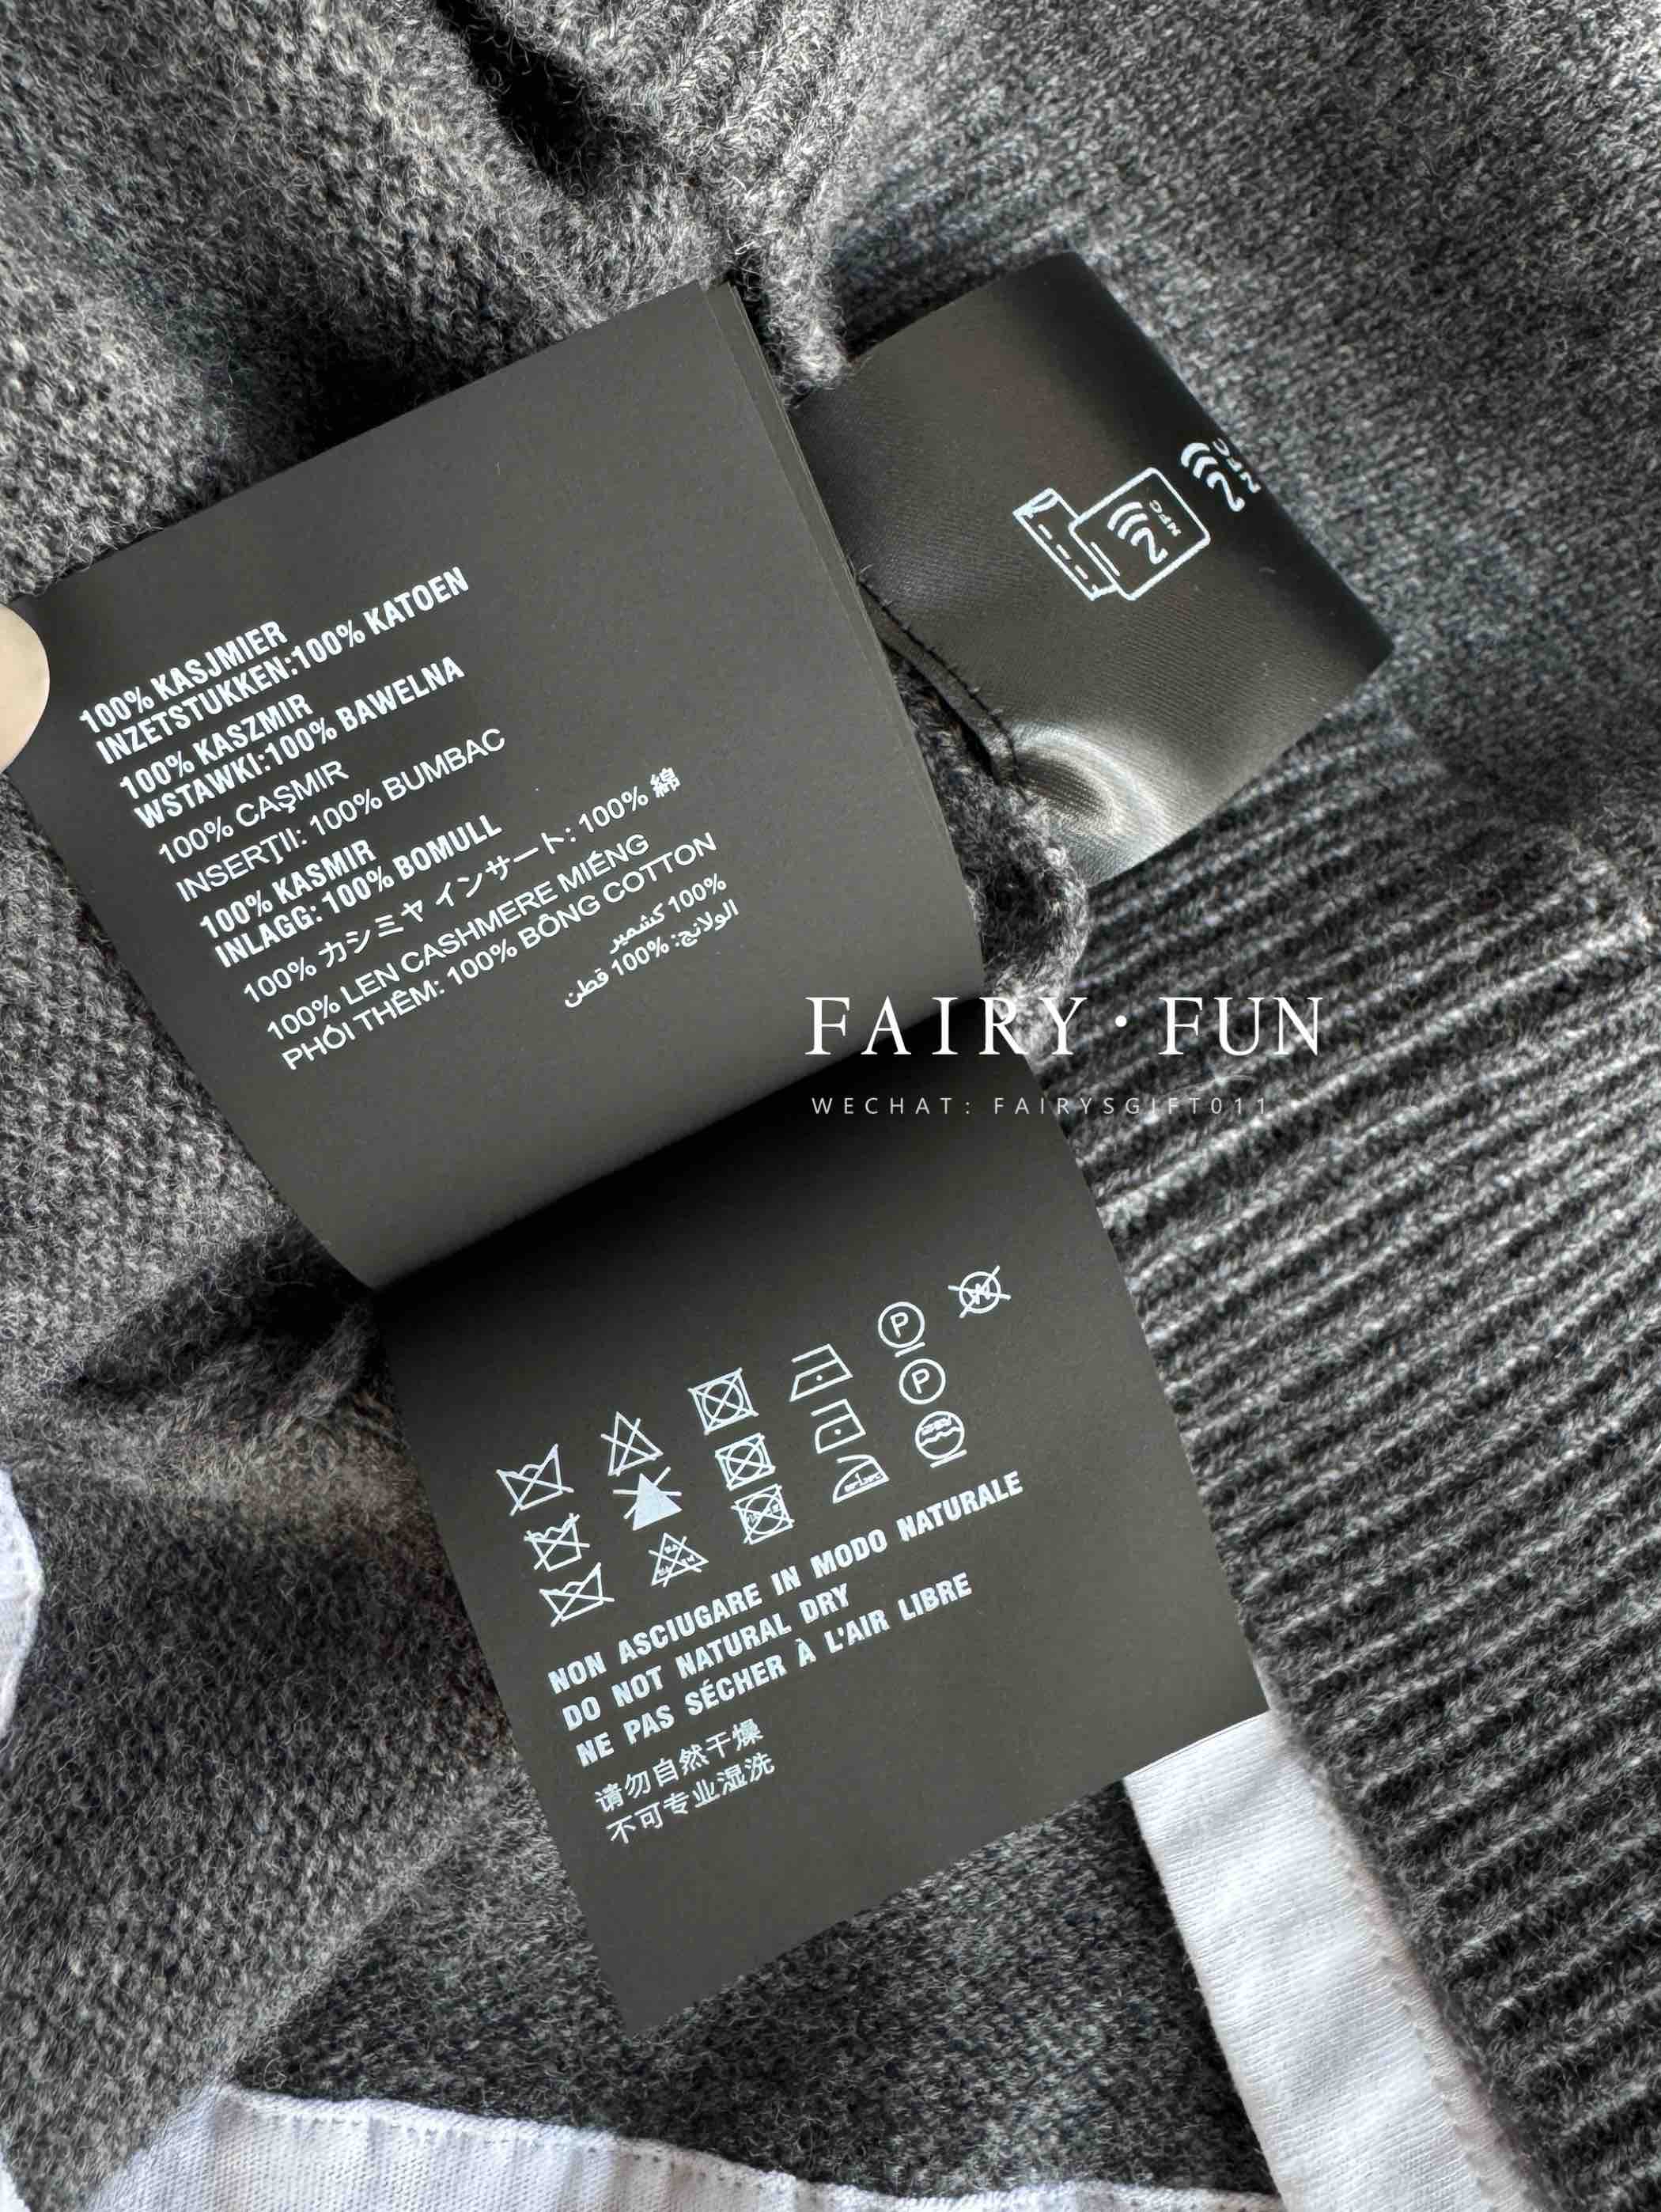 100% KASJMIER
INZETSTUKKEN:100% KATOEN
100% KASZMIR
WSTAWKI:100% BAWELNA
100% CAŞMIR
INSERŢII: 100% BUMBAC
100% KASMIR
INLAGG: 100% BOMULL
100% カシミヤ インサート: 100% 綿
100% LEN CASHMERE MIẾNG
PHỐI THÊM: 100% BÔNG COTTON
100% كشمير
الولانج: 100% قطن
NFC
NFC
FAIRY·FUN
WECHAT: FAIRYSGIFT011
P
W
P
NON ASCIUGARE IN MODO NATURALE
DO NOT NATURAL DRY
NE PAS SÉCHER À L'AIR LIBRE
请勿自然干燥
不可专业湿洗